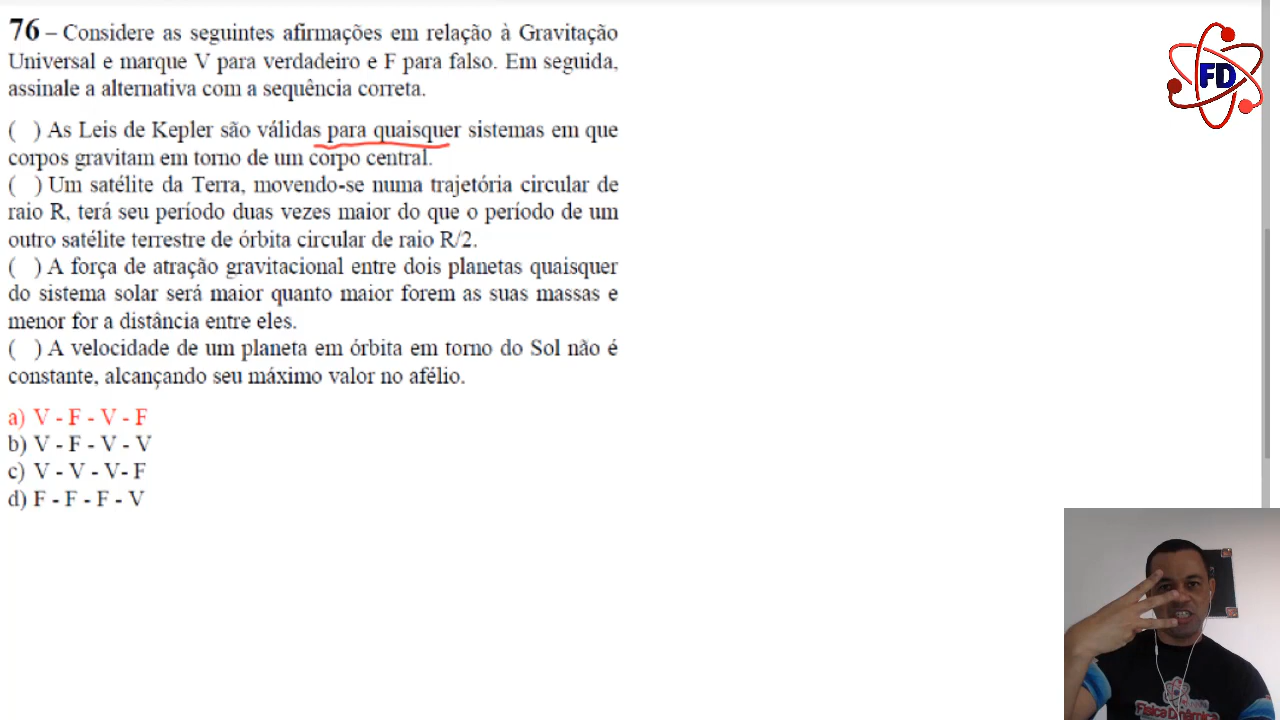 76 – Considere as seguintes afirmações em relação à Gravitação
Universal e marque V para verdadeiro e F para falso. Em seguida,
assinale a alternativa com a sequência correta.
( ) As Leis de Kepler são válidas para quaisquer sistemas em que
corpos gravitam em torno de um corpo central.
( ) Um satélite da Terra, movendo-se numa trajetória circular de
raio R, terá seu período duas vezes maior do que o período de um
outro satélite terrestre de órbita circular de raio R/2.
( ) A força de atração gravitacional entre dois planetas quaisquer
do sistema solar será maior quanto maior forem as suas massas e
menor for a distância entre eles.
( ) A velocidade de um planeta em órbita em torno do Sol não é
constante, alcançando seu máximo valor no afélio.
a) V - F - V - F
b) V - F - V - V
c) V - V - V- F
d) F - F - F - V
FD
Física Dinâmica